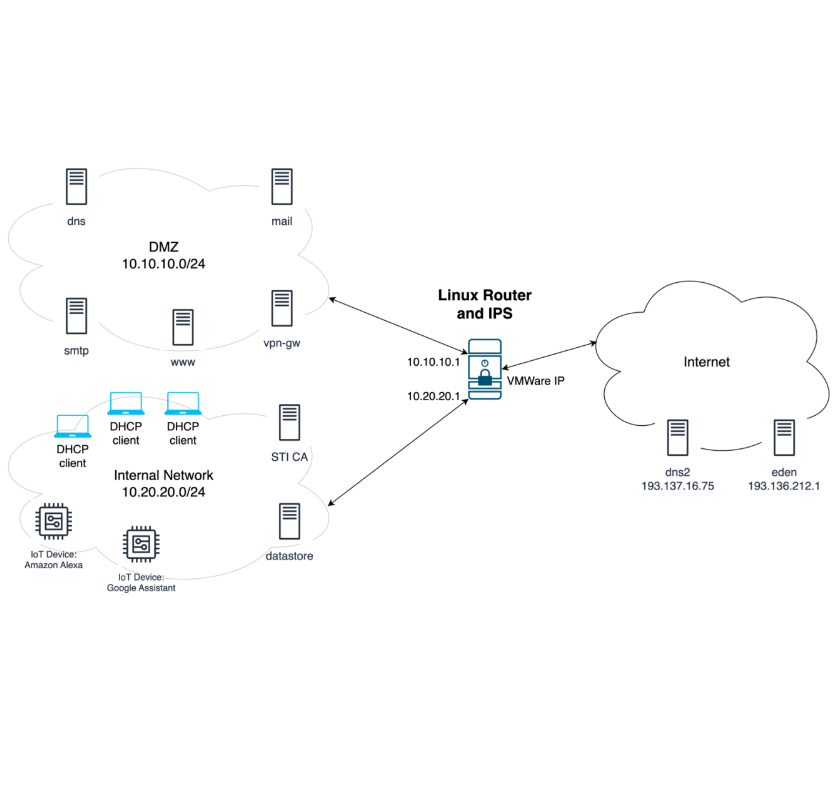 dns
mail
DMZ
10.10.10.0/24
smtp
www
vpn-gw
DHCP
client
DHCP
client
DHCP
client
STI CA
Internal Network
10.20.20.0/24
IoT Device:
Amazon Alexa
IoT Device:
Google Assistant
datastore
Linux Router
and IPS
10.10.10.1
VMWare IP
10.20.20.1
Internet
dns2
193.137.16.75
eden
193.136.212.1